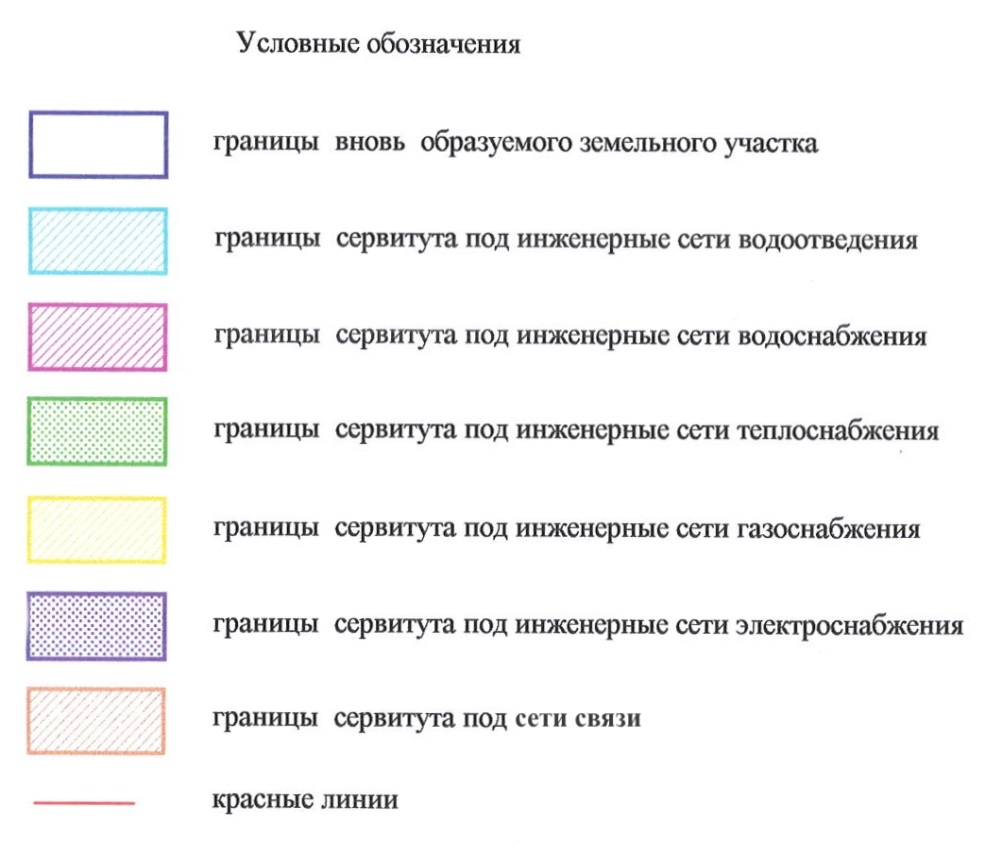 Условные обозначения
границы вновь образуемого земельного участка
границы сервитута под инженерные сети водоотведения
границы сервитута под инженерные сети водоснабжения
границы сервитута под инженерные сети теплоснабжения
границы сервитута под инженерные сети газоснабжения
границы сервитута под инженерные сети электроснабжения
границы сервитута под сети связи
красные линии